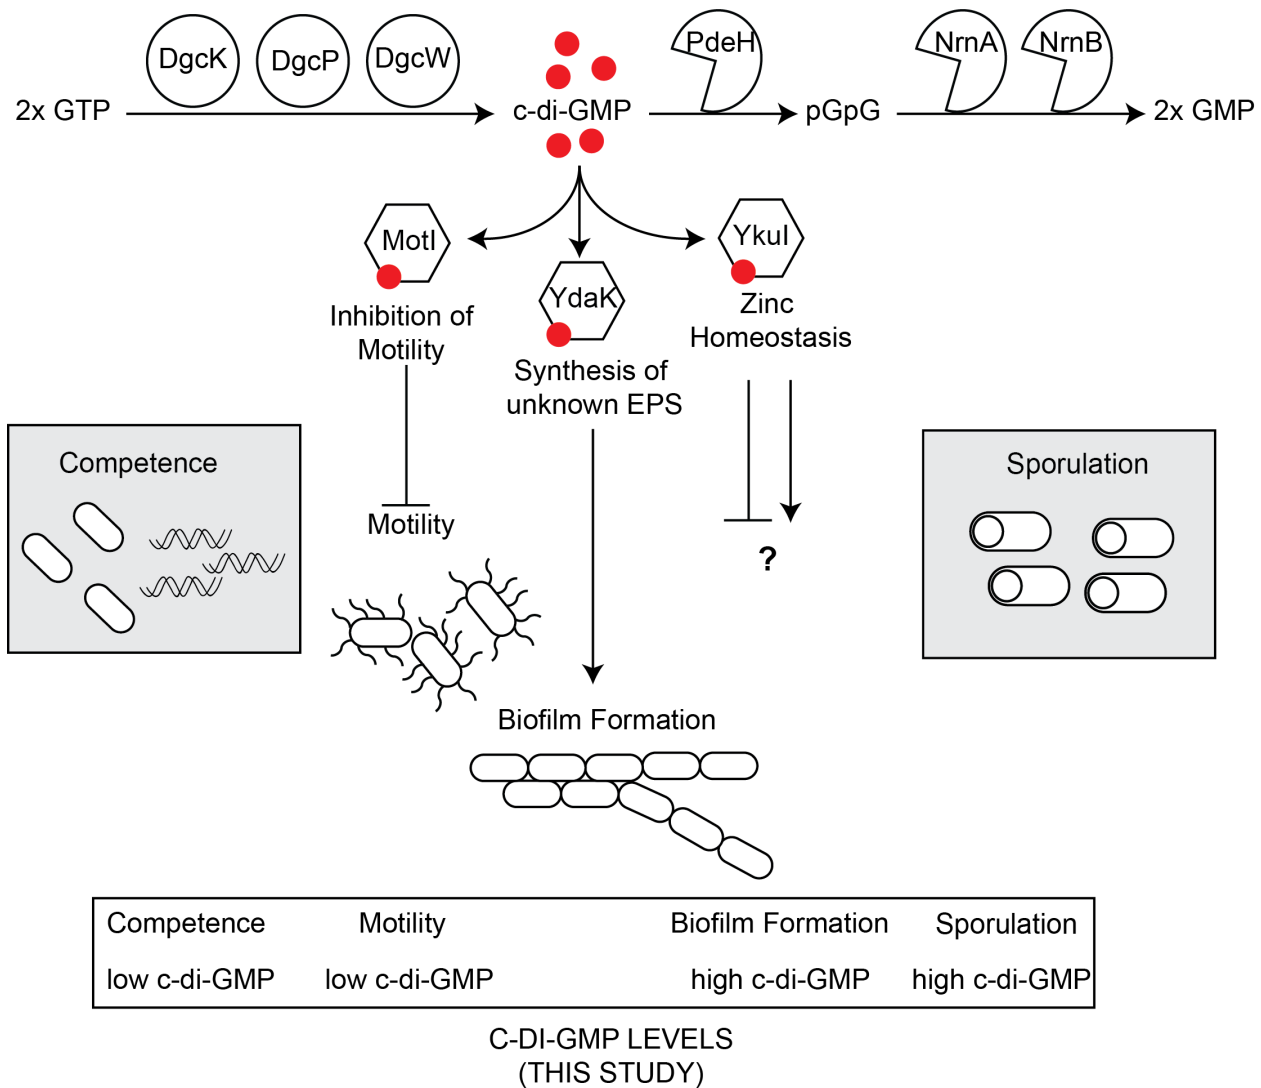 DgcK DgcP DgcW PdeH NrnA NrnB
2x GTP c-di-GMP pGpG 2x GMP
MotI YkuI
YdaK
Inhibition of
Motility
Zinc
Homeostasis
Synthesis of
unknown EPS
Competence
Sporulation
Motility
?
Biofilm Formation
Competence Motility Biofilm Formation Sporulation
low c-di-GMP low c-di-GMP high c-di-GMP high c-di-GMP
C-DI-GMP LEVELS
(THIS STUDY)